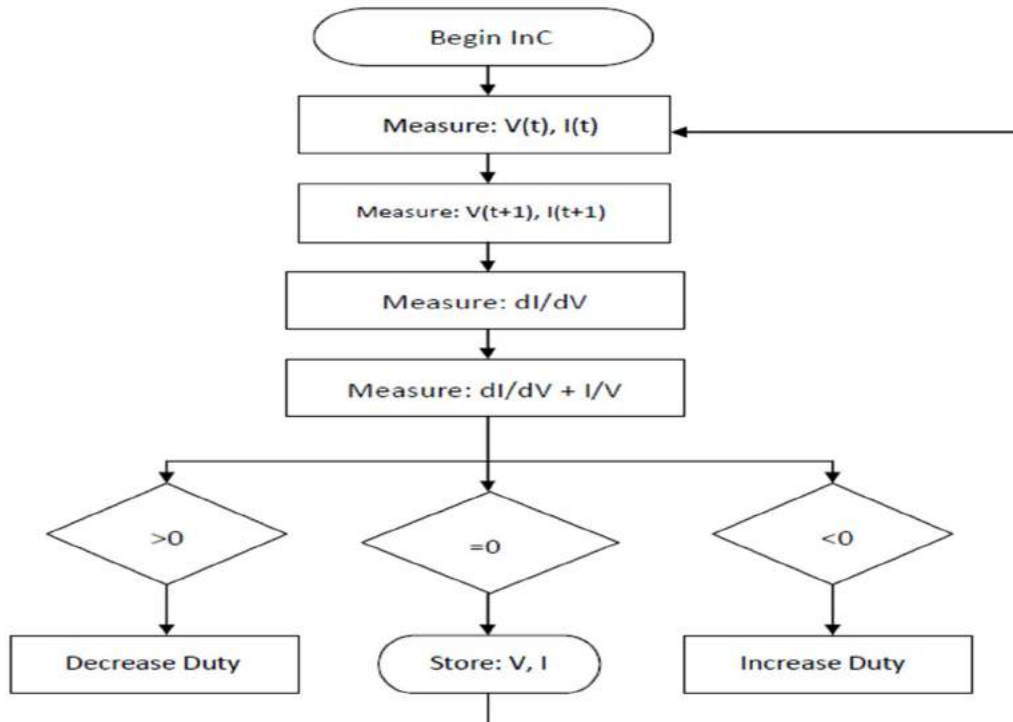 Begin InC
Measure: V(t), I(t)
Measure: V(t+1), I(t+1)
Measure: dI/dV
Measure: dI/dV + I/V
>0
=0
<0
Decrease Duty
Store: V, I
Increase Duty